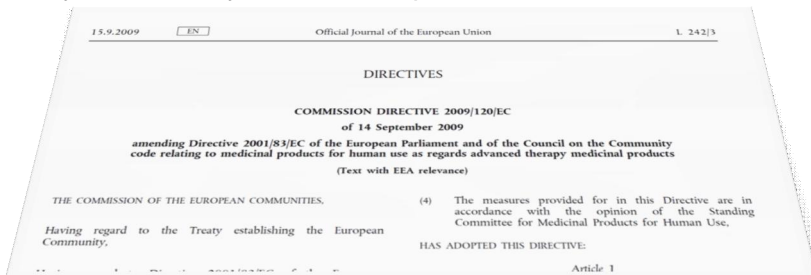 15.9.2009 EN Official Journal of the European Union L 242/3
DIRECTIVES
COMMISSION DIRECTIVE 2009/120/EC
of 14 September 2009
amending Directive 2001/83/EC of the European Parliament and of the Council on the Community
code relating to medicinal products for human use as regards advanced therapy medicinal products
(Text with EEA relevance)
THE COMMISSION OF THE EUROPEAN COMMUNITIES,
Having regard to the Treaty establishing the European
Community,
(4) The measures provided for in this Directive are in
accordance with the opinion of the Standing
Committee for Medicinal Products for Human Use,
HAS ADOPTED THIS DIRECTIVE:
Article 1